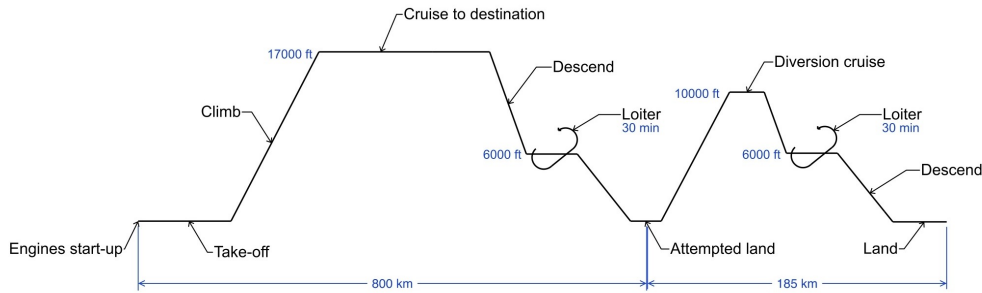 Cruise to destination
17000 ft
Descend
Climb
Loiter
30 min
6000 ft
Engines start-up
Take-off
Attempted land
800 km
Diversion cruise
10000 ft
Loiter
30 min
6000 ft
Descend
Land
185 km